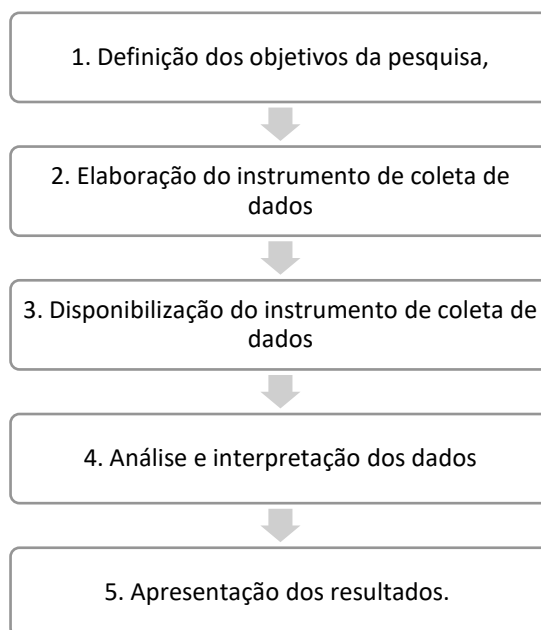 1. Definição dos objetivos da pesquisa,
2. Elaboração do instrumento de coleta de
dados
3. Disponibilização do instrumento de coleta de
dados
4. Análise e interpretação dos dados
5. Apresentação dos resultados.